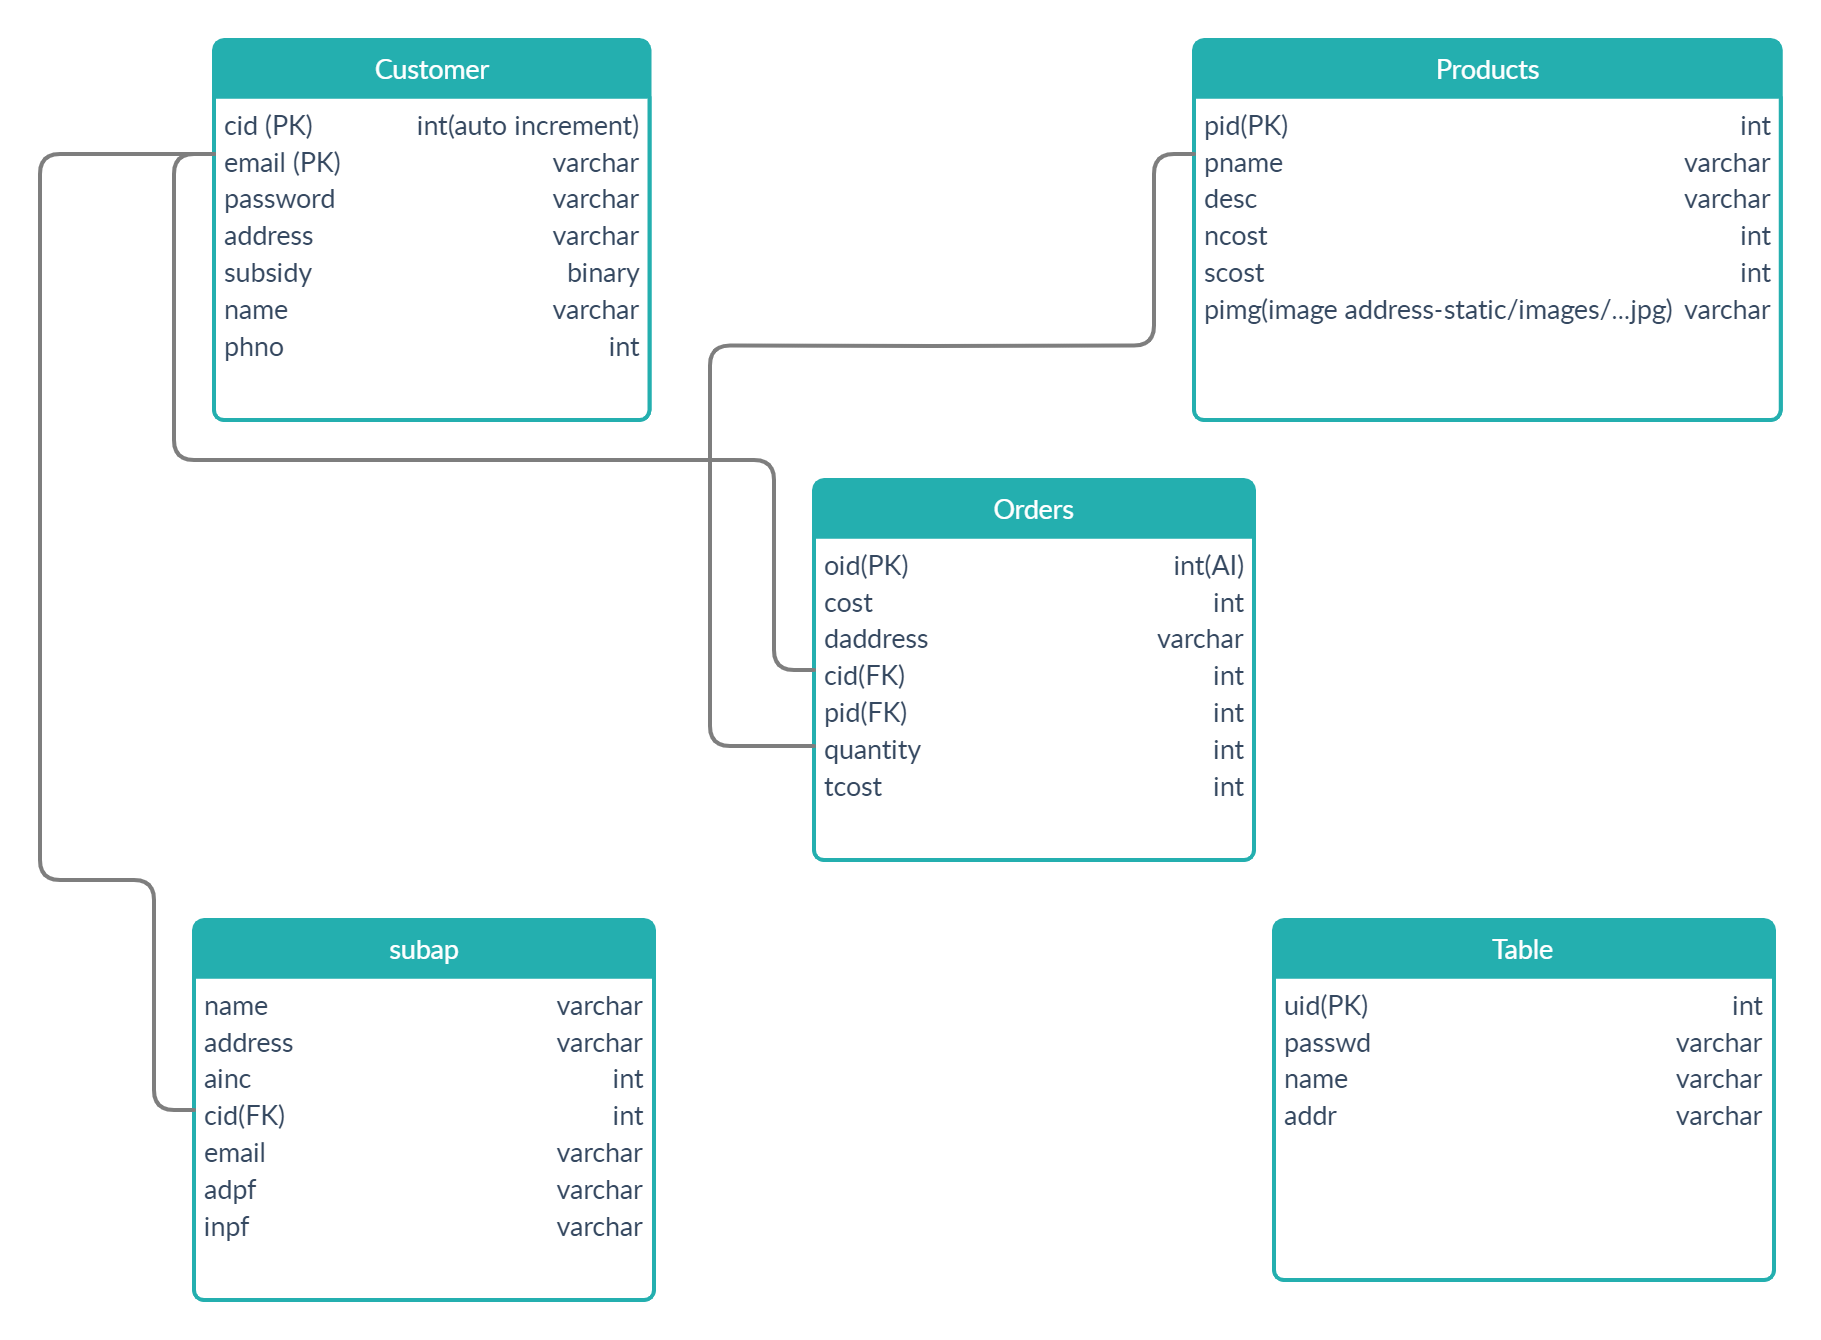 Customer
cid (PK) int(auto increment)
email (PK) varchar
password varchar
address varchar
subsidy binary
name varchar
phno int
Products
pid(PK) int
pname varchar
desc varchar
ncost int
scost int
pimg(image address-static/images/...jpg) varchar
Orders
oid(PK) int(AI)
cost int
daddress varchar
cid(FK) int
pid(FK) int
quantity int
tcost int
subap
name varchar
address varchar
ainc int
cid(FK) int
email varchar
adpf varchar
inpf varchar
Table
uid(PK) int
passwd varchar
name varchar
addr varchar